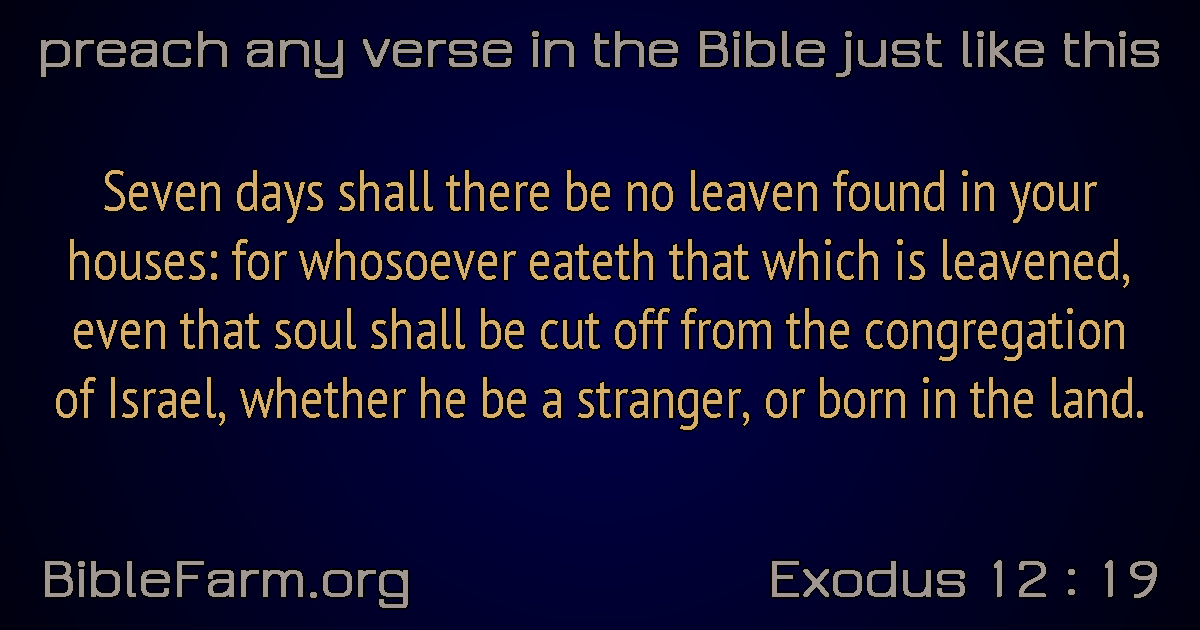 preach any verse in the Bible just like this
Seven days shall there be no leaven found in your
houses: for whosoever eateth that which is leavened,
even that soul shall be cut off from the congregation
of Israel, whether he be a stranger, or born in the land.
BibleFarm.org
Exodus 12 : 19